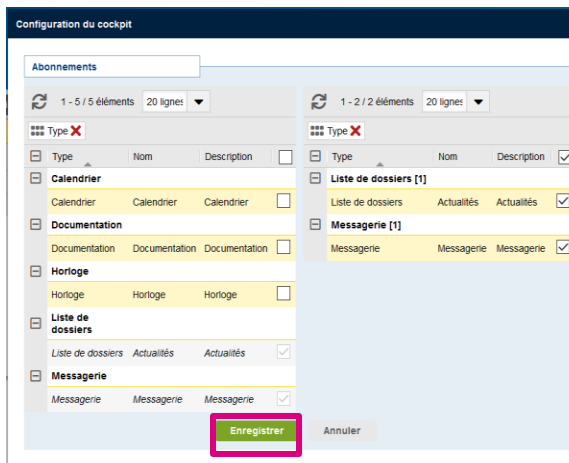 Configuration du cockpit
Abonnements
1 - 5 / 5 éléments 20 lignes
Type
Type Nom Description
Calendrier
Calendrier Calendrier Calendrier
Documentation
Documentation Documentation Documentation
Horloge
Horloge Horloge Horloge
Liste de
dossiers
Liste de dossiers Actualités Actualités
Messagerie
Messagerie Messagerie Messagerie
1 - 2 / 2 éléments 20 lignes
Type
Type Nom Description
Liste de dossiers [1]
Liste de dossiers Actualités Actualités
Messagerie [1]
Messagerie Messagerie Messagerie
Enregistrer Annuler